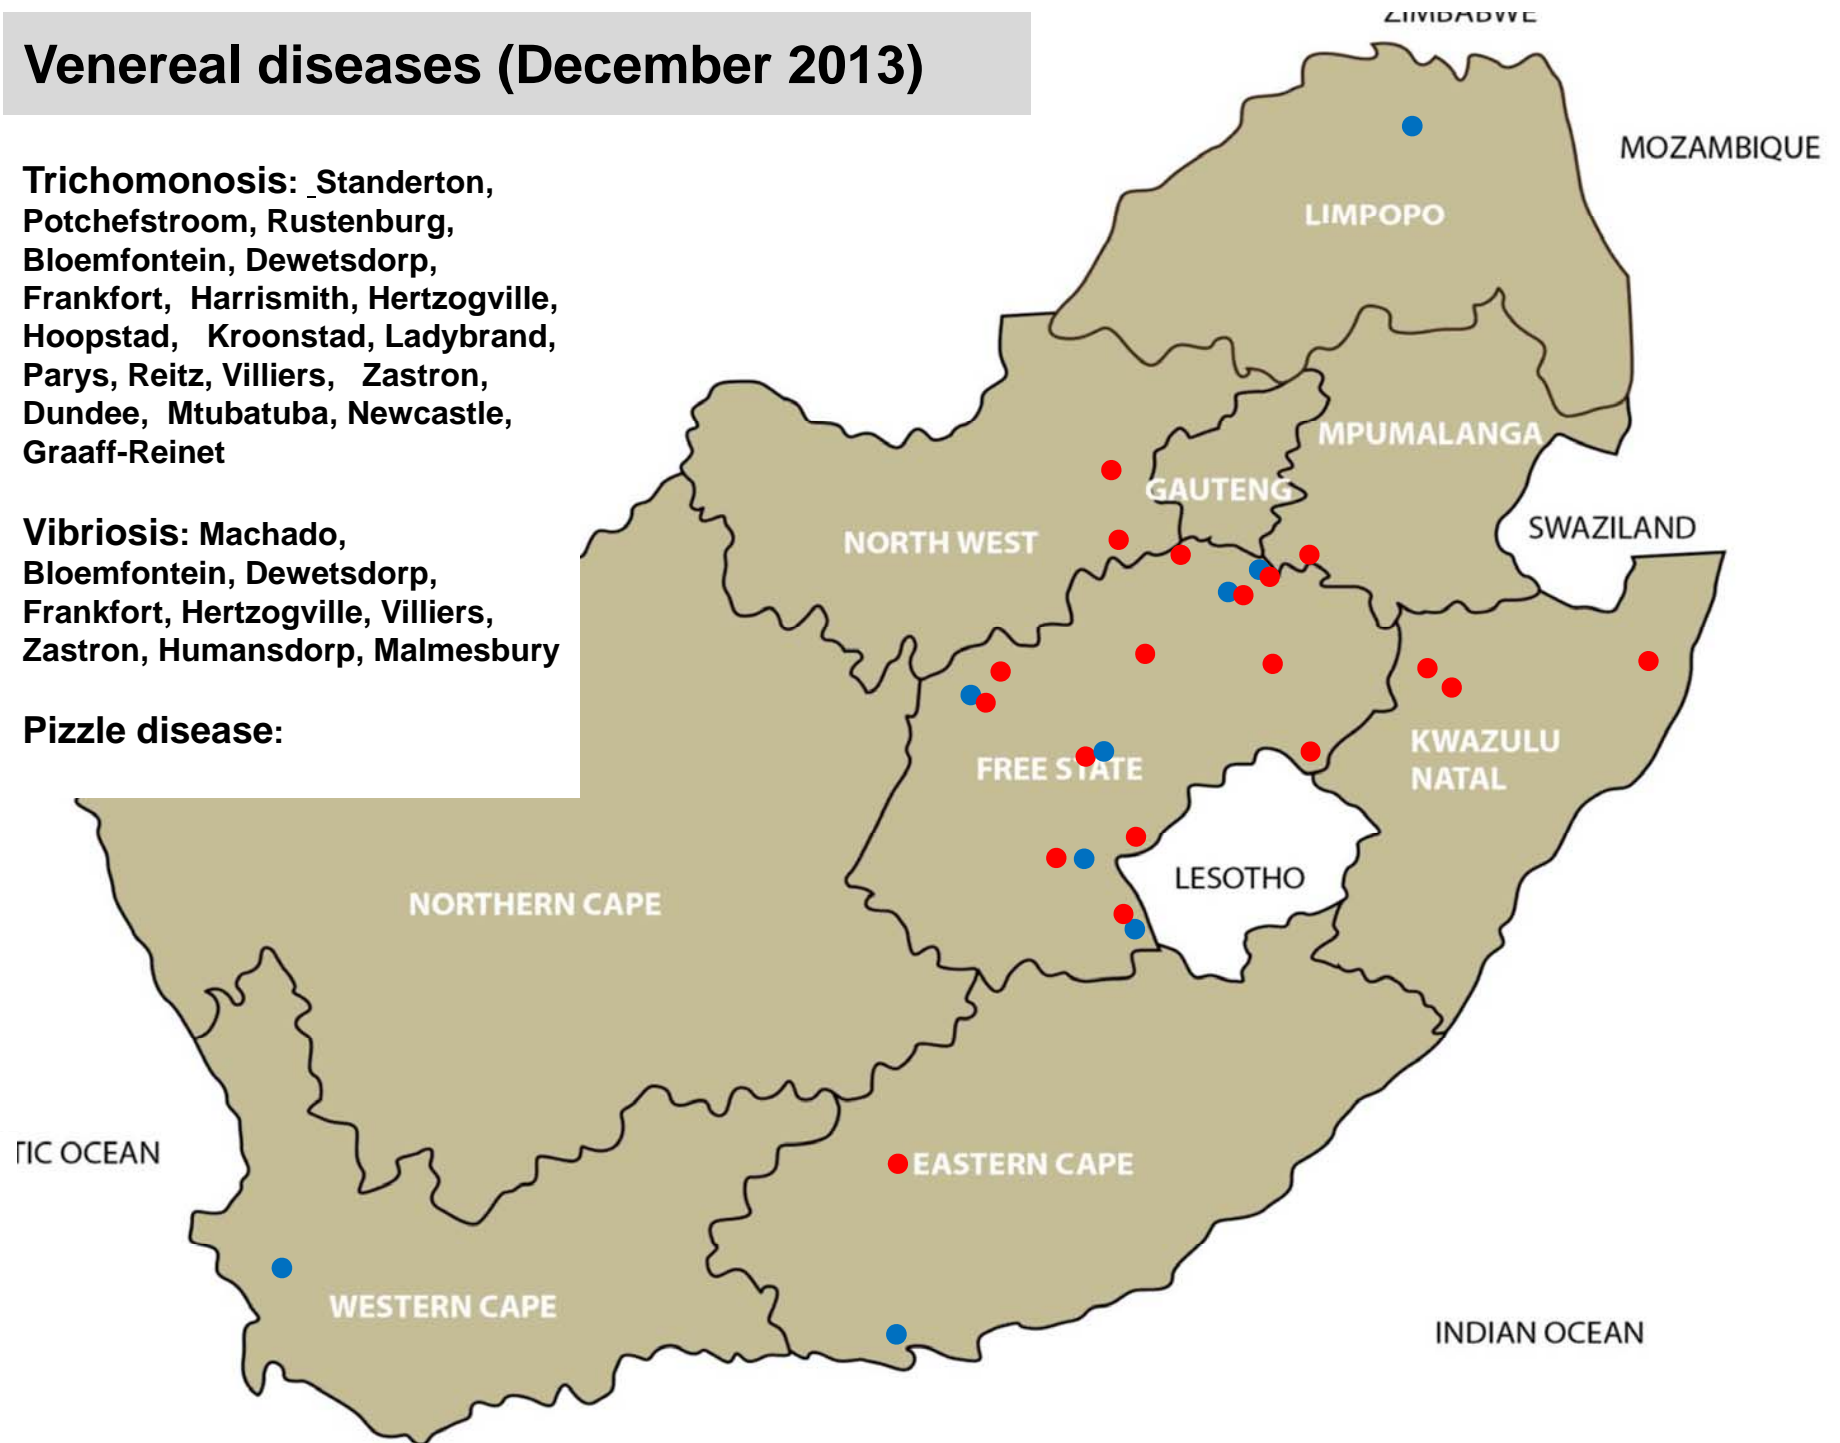 Venereal diseases (December 2013)
Trichomonosis: Standerton,
Potchefstroom, Rustenburg,
Bloemfontein, Dewetsdorp,
Frankfort, Harrismith, Hertzogville,
Hoopstad, Kroonstad, Ladybrand,
Parys, Reitz, Villiers, Zastron,
Dundee, Mtubatuba, Newcastle,
Graaff-Reinet
Vibriosis: Machado,
Bloemfontein, Dewetsdorp,
Frankfort, Hertzogville, Villiers,
Zastron, Humansdorp, Malmesbury
Pizzle disease:
ZIMBABWE
MOZAMBIQUE
LIMPOPO
MPUMALANGA
GAUTENG
NORTH WEST
SWAZILAND
FREE STATE
KWAZULU
NATAL
LESOTHO
NORTHERN CAPE
TIC OCEAN
EASTERN CAPE
WESTERN CAPE
INDIAN OCEAN